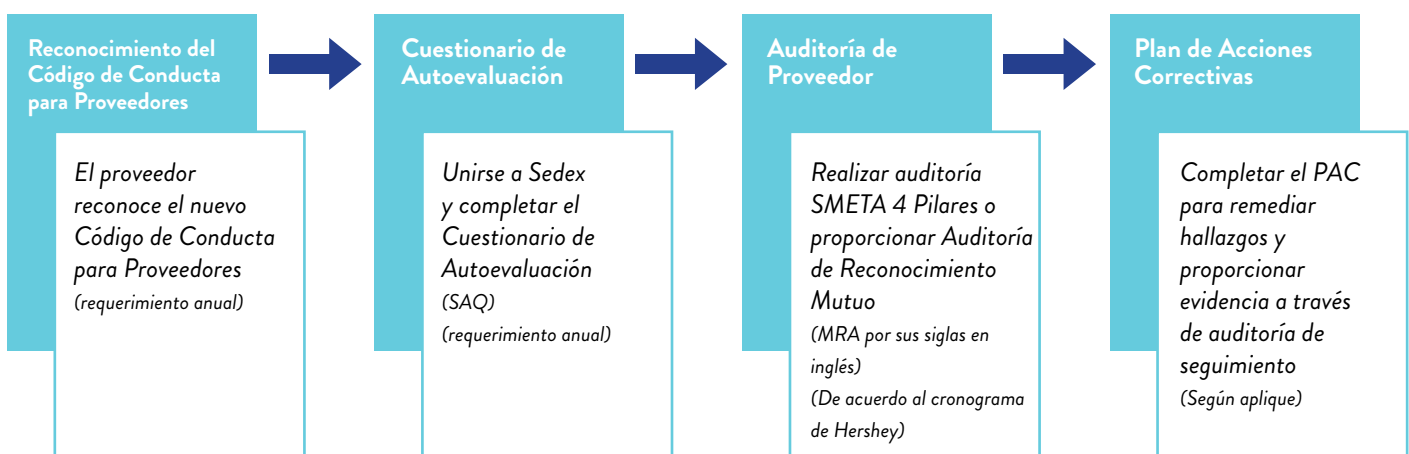 Reconocimiento del
Código de Conducta
para Proveedores
El proveedor
reconoce el nuevo
Código de Conducta
para Proveedores
(requerimiento anual)
Cuestionario de
Autoevaluación
Unirse a Sedex
y completar el
Cuestionario de
Autoevaluación
(SAQ)
(requerimiento anual)
Auditoría de
Proveedor
Realizar auditoría
SMETA 4 Pilares o
proporcionar Auditoría
de Reconocimiento
Mutuo
(MRA por sus siglas en
inglés)
(De acuerdo al cronograma
de Hershey)
Plan de Acciones
Correctivas
Completar el PAC
para remediar
hallazgos y
proporcionar
evidencia a través
de auditoría de
seguimiento
(Según aplique)